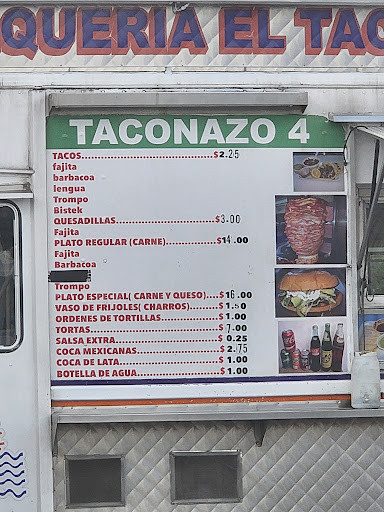 QUERIA EL TACO
TACONAZO 4
TACOS.......................................$2.25
fajita
barbacoa
lengua
Trompo
Bistek
QUESADILLAS.............................$3.00
Fajita
PLATO REGULAR (CARNE)...............$14.00
Fajita
Barbacoa
Trompo
PLATO ESPECIAL( CARNE Y QUESO)....$16.00
VASO DE FRIJOLES( CHARROS)........$1.50
ORDENES DE TORTILLAS.................$1.00
TORTAS......................................$7.00
SALSA EXTRA...............................$0.25
COCA MEXICANAS........................$2.75
COCA DE LATA.............................$1.00
BOTELLA DE AGUA........................$1.00